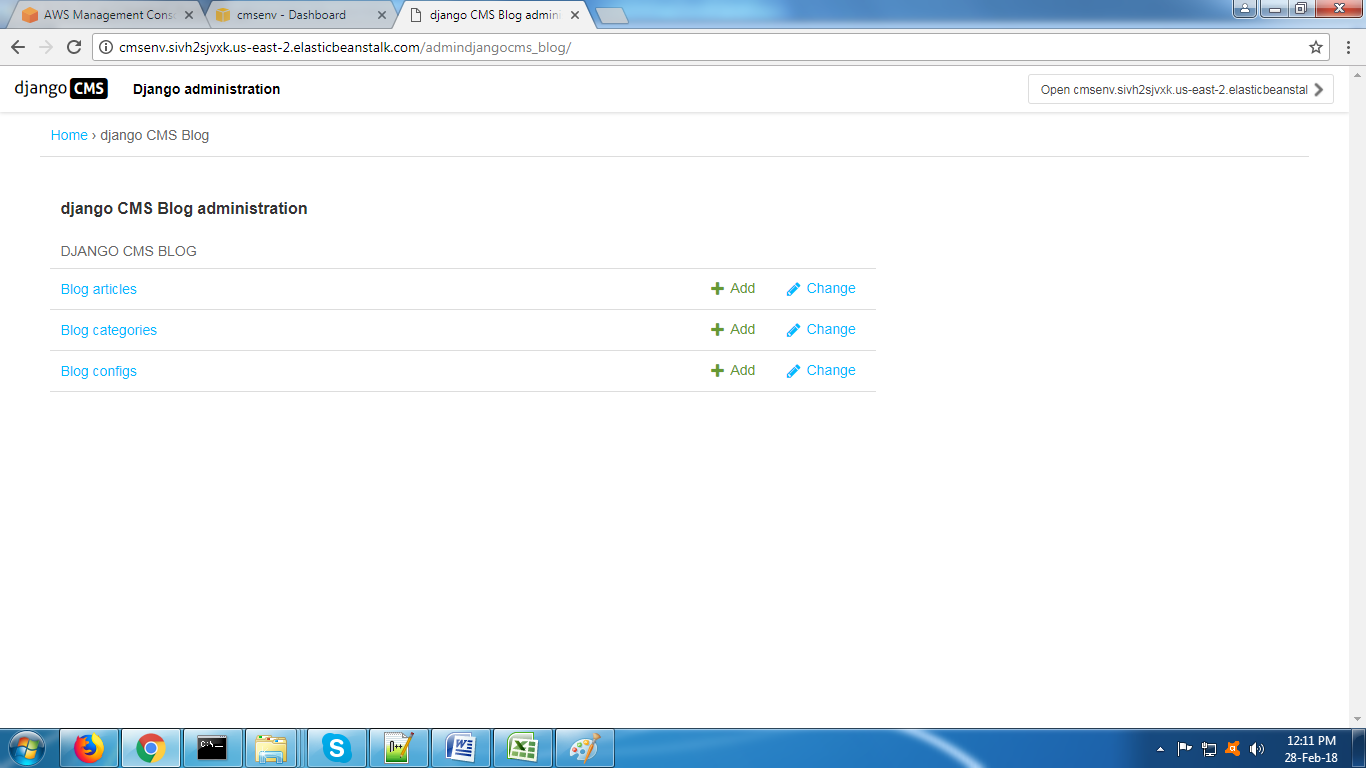 AWS Management Conso
cmsenv - Dashboard
django CMS Blog admini
cmsenv.sivh2sjvxk.us-east-2.elasticbeanstalk.com/admindjangocms_blog/
django CMS
Django administration
Open cmsenv.sivh2sjvxk.us-east-2.elasticbeanstal
Home › django CMS Blog
django CMS Blog administration
DJANGO CMS BLOG
Blog articles Add Change
Blog categories Add Change
Blog configs Add Change
C:\
12:11 PM
28-Feb-18